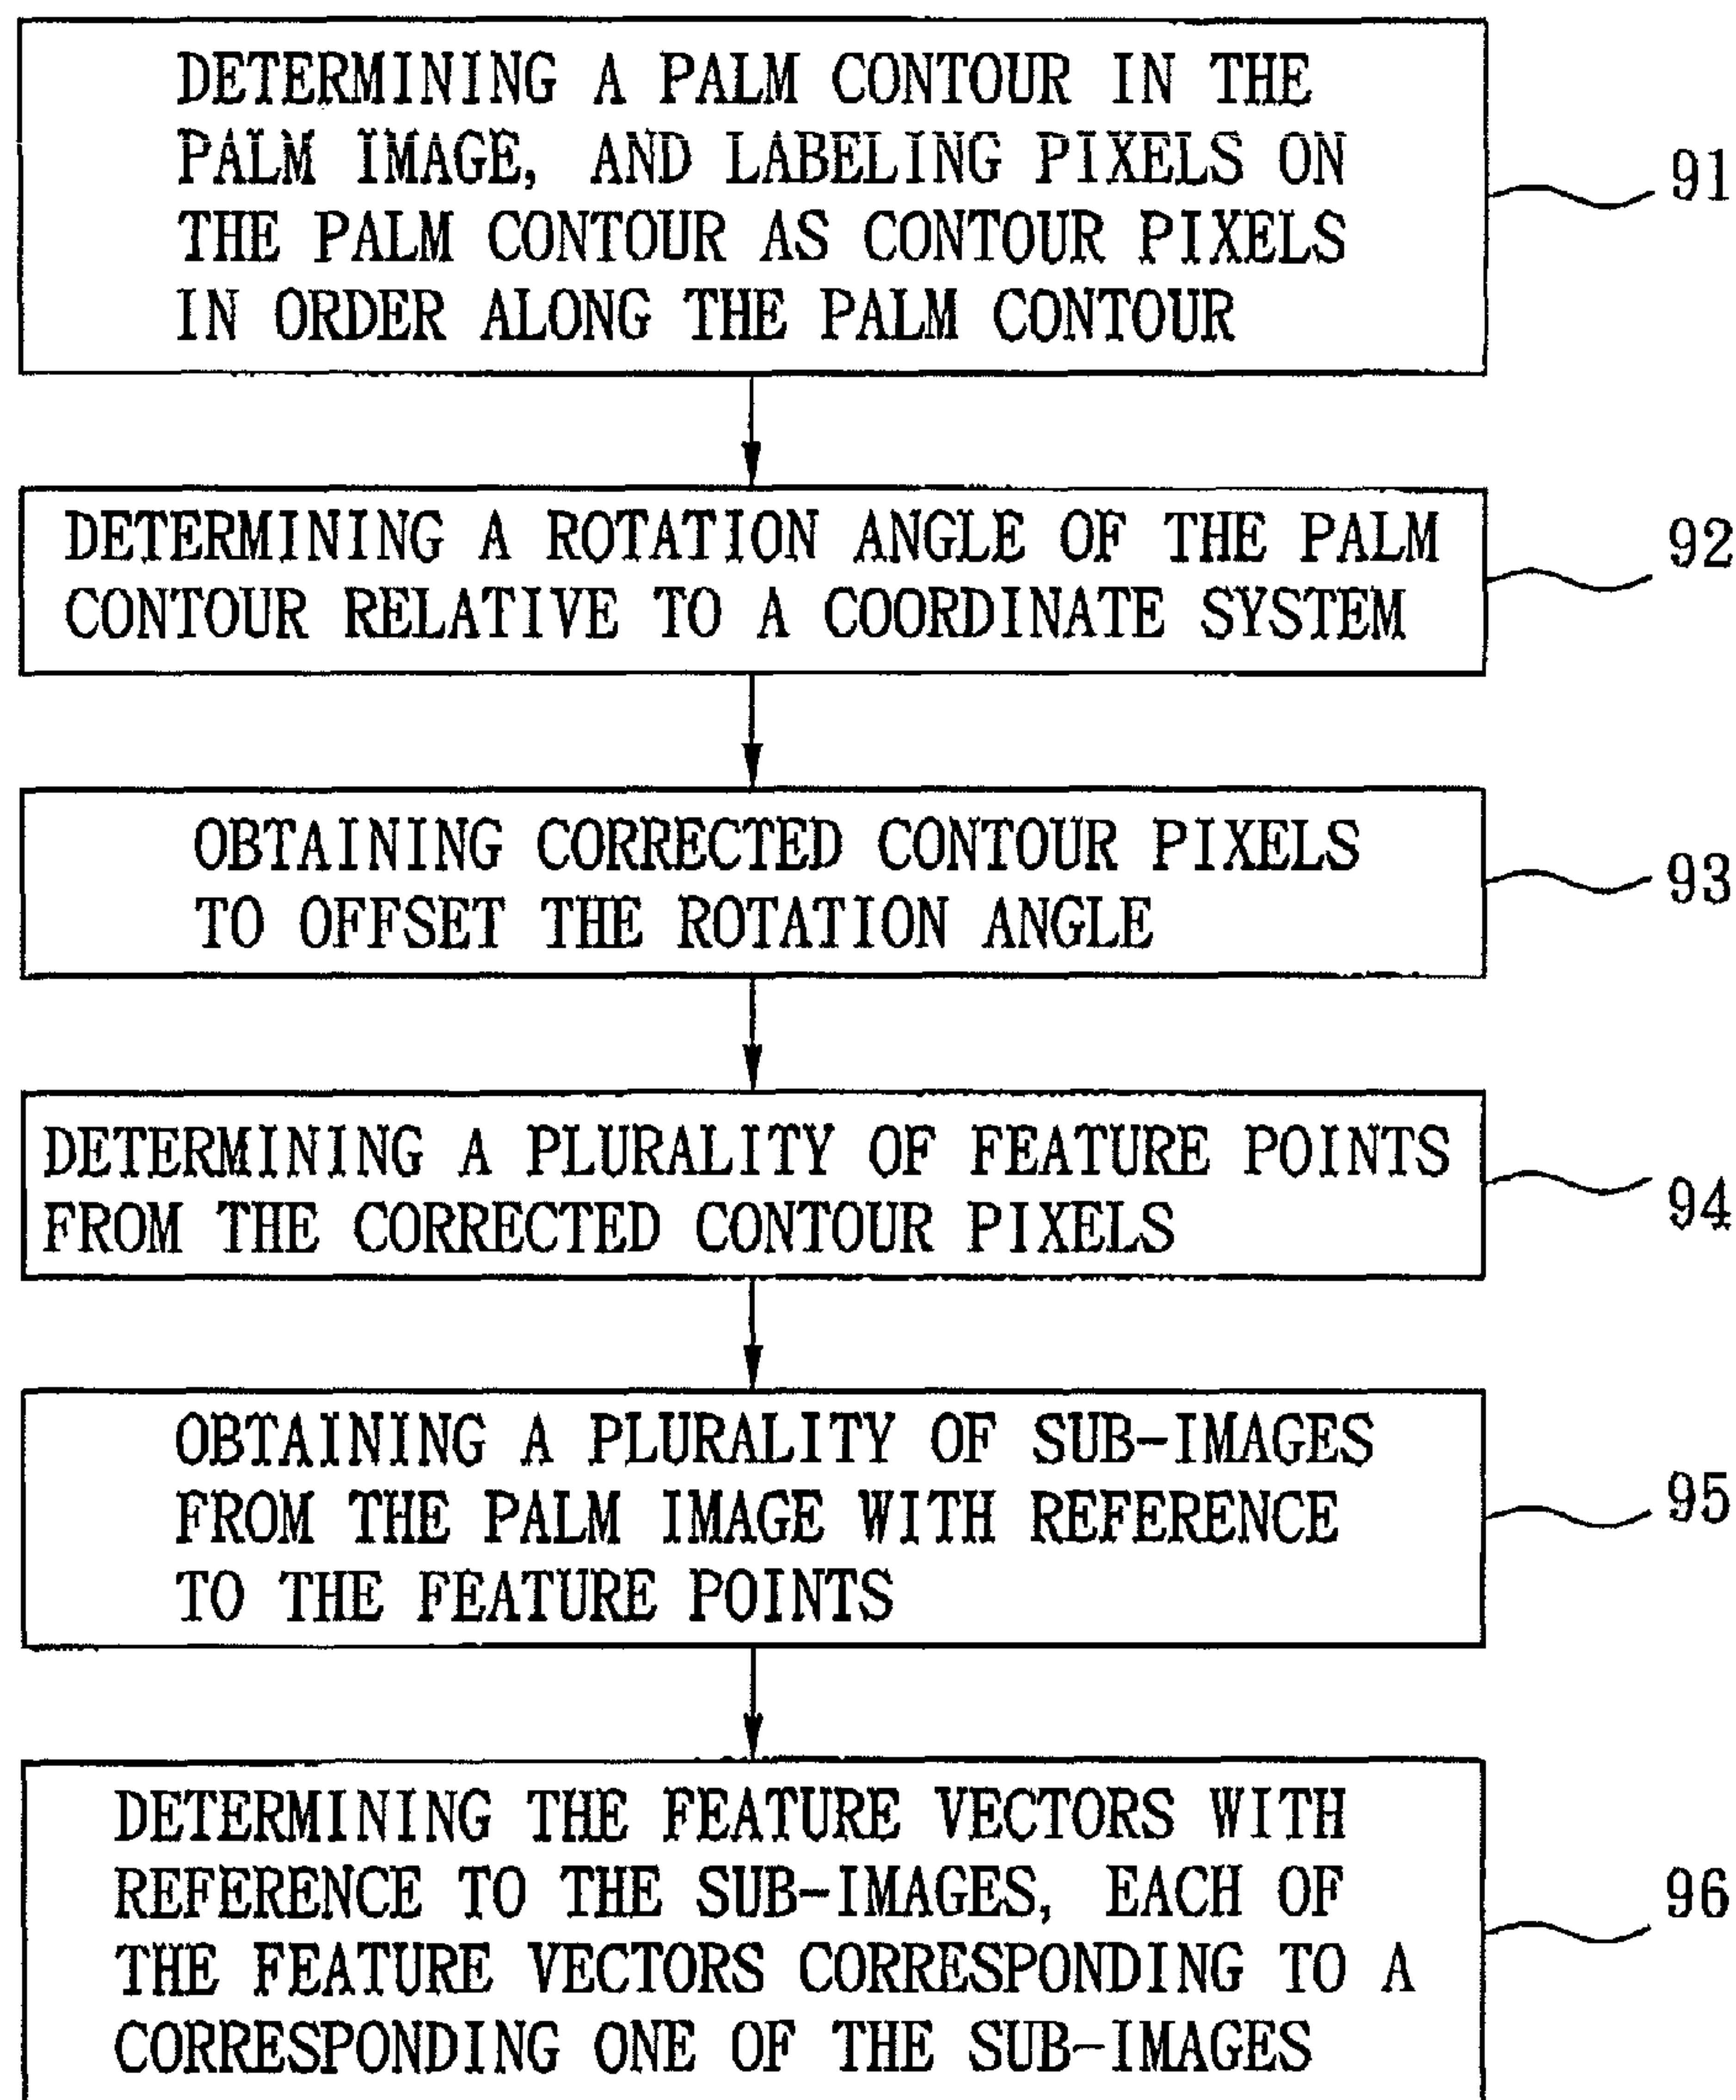 DETERMINING A PALM CONTOUR IN THE
PALM IMAGE, AND LABELING PIXELS ON
THE PALM CONTOUR AS CONTOUR PIXELS
IN ORDER ALONG THE PALM CONTOUR
91
DETERMINING A ROTATION ANGLE OF THE PALM
CONTOUR RELATIVE TO A COORDINATE SYSTEM
92
OBTAINING CORRECTED CONTOUR PIXELS
TO OFFSET THE ROTATION ANGLE
93
DETERMINING A PLURALITY OF FEATURE POINTS
FROM THE CORRECTED CONTOUR PIXELS
94
OBTAINING A PLURALITY OF SUB-IMAGES
FROM THE PALM IMAGE WITH REFERENCE
TO THE FEATURE POINTS
95
DETERMINING THE FEATURE VECTORS WITH
REFERENCE TO THE SUB-IMAGES, EACH OF
THE FEATURE VECTORS CORRESPONDING TO A
CORRESPONDING ONE OF THE SUB-IMAGES
96